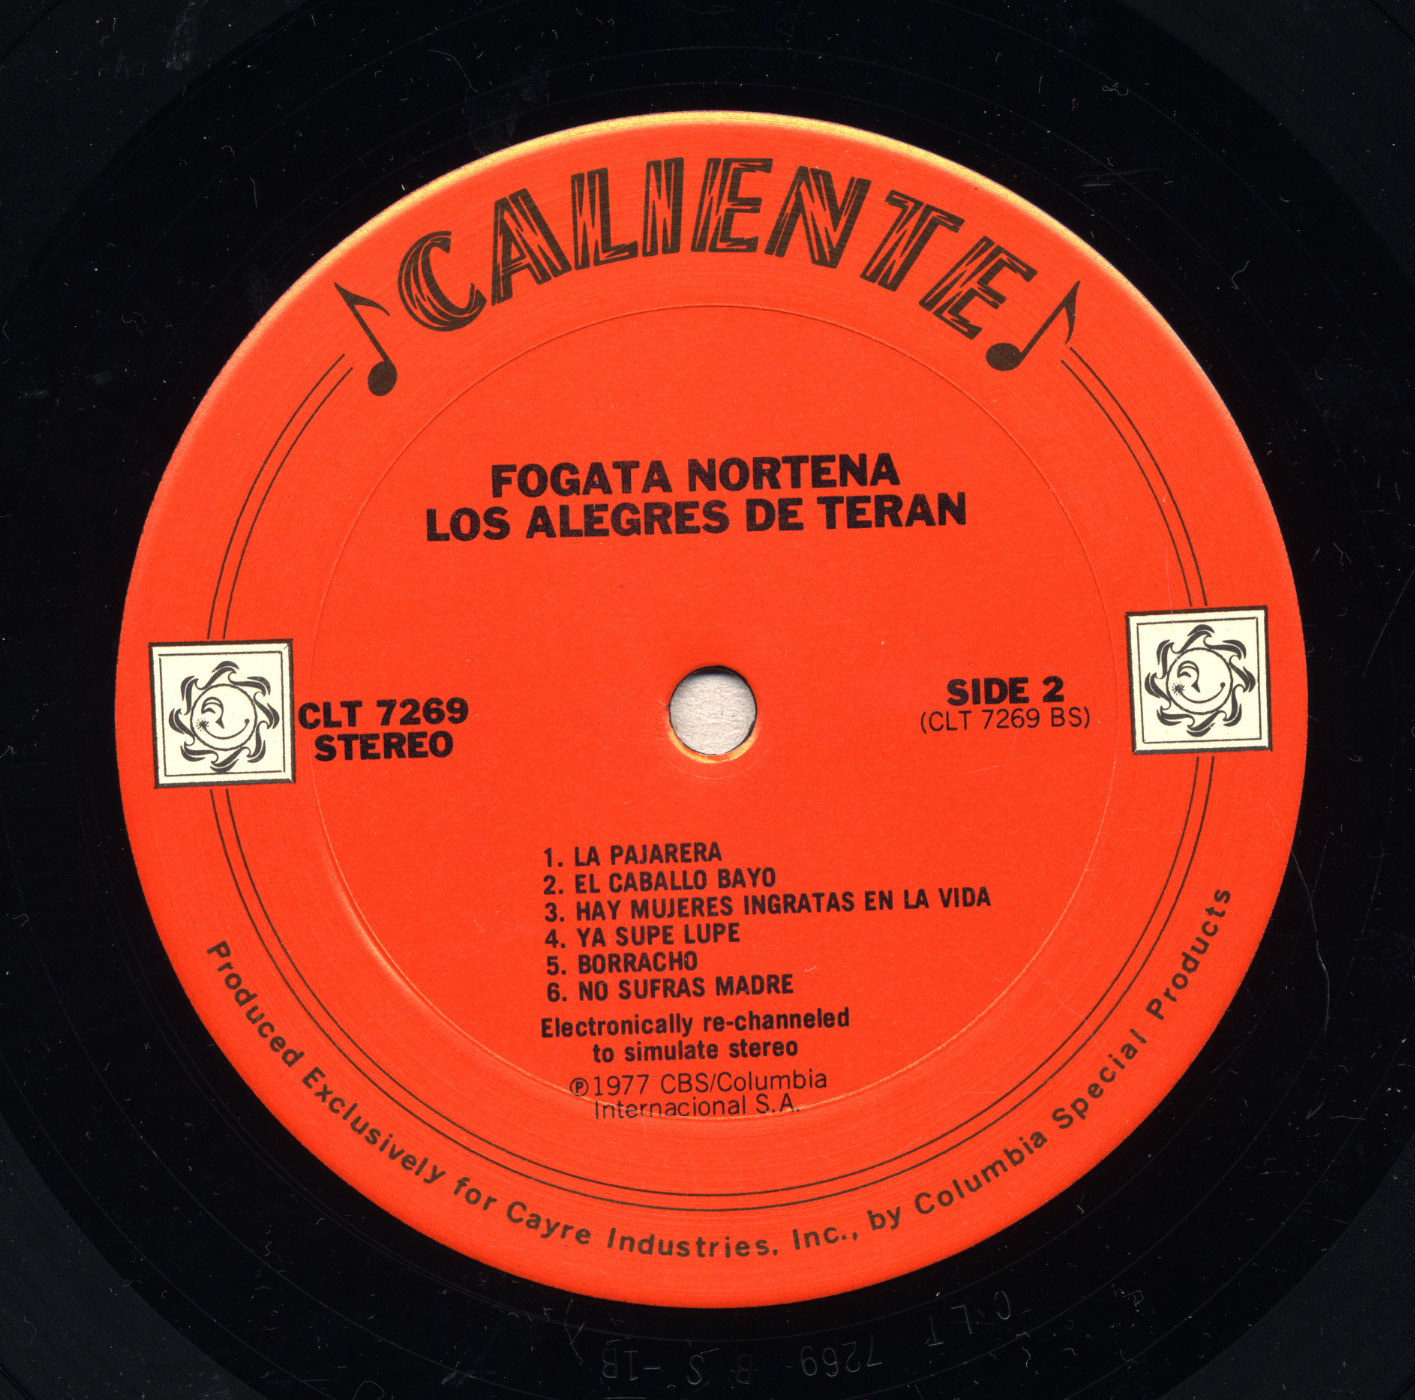 CALIENTE
FOGATA NORTENA
LOS ALEGRES DE TERAN
CLT 7269
STEREO
SIDE 2
(CLT 7269 BS)
1. LA PAJARERA
2. EL CABALLO BAYO
3. HAY MUJERES INGRATAS EN LA VIDA
4. YA SUPE LUPE
5. BORRACHO
6. NO SUFRAS MADRE
Electronically re-channeled
to simulate stereo
℗1977 CBS/Columbia
Internacional S.A.
Produced Exclusively for Cayre Industries, Inc., by Columbia Special Products
CLT 7269 BS-1B